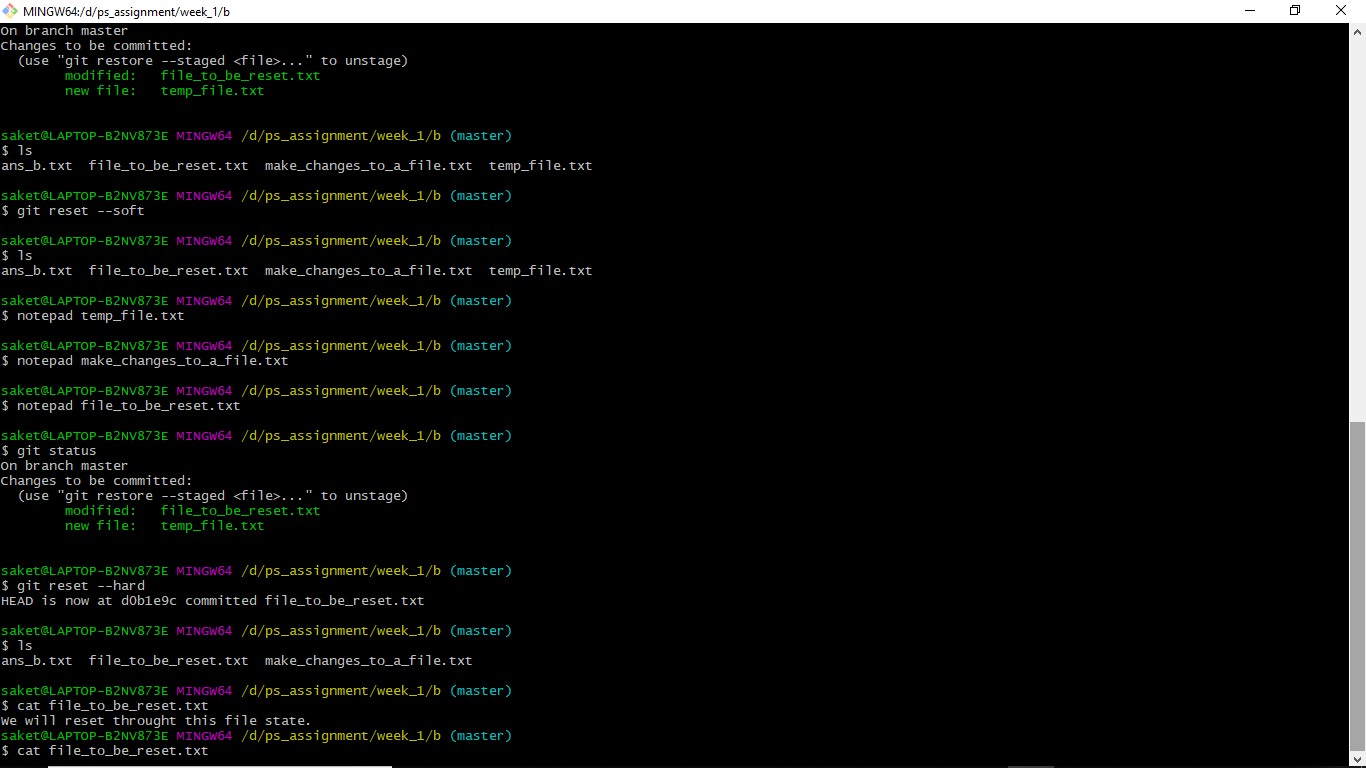 MINGW64:/d/ps_assignment/week_1/b
On branch master
Changes to be committed:
  (use "git restore --staged <file>..." to unstage)
        modified:   file_to_be_reset.txt
        new file:   temp_file.txt

saket@LAPTOP-B2NV873E MINGW64 /d/ps_assignment/week_1/b (master)
$ ls
ans_b.txt  file_to_be_reset.txt  make_changes_to_a_file.txt  temp_file.txt

saket@LAPTOP-B2NV873E MINGW64 /d/ps_assignment/week_1/b (master)
$ git reset --soft

saket@LAPTOP-B2NV873E MINGW64 /d/ps_assignment/week_1/b (master)
$ ls
ans_b.txt  file_to_be_reset.txt  make_changes_to_a_file.txt  temp_file.txt

saket@LAPTOP-B2NV873E MINGW64 /d/ps_assignment/week_1/b (master)
$ notepad temp_file.txt

saket@LAPTOP-B2NV873E MINGW64 /d/ps_assignment/week_1/b (master)
$ notepad make_changes_to_a_file.txt

saket@LAPTOP-B2NV873E MINGW64 /d/ps_assignment/week_1/b (master)
$ notepad file_to_be_reset.txt

saket@LAPTOP-B2NV873E MINGW64 /d/ps_assignment/week_1/b (master)
$ git status
On branch master
Changes to be committed:
  (use "git restore --staged <file>..." to unstage)
        modified:   file_to_be_reset.txt
        new file:   temp_file.txt

saket@LAPTOP-B2NV873E MINGW64 /d/ps_assignment/week_1/b (master)
$ git reset --hard
HEAD is now at d0b1e9c committed file_to_be_reset.txt

saket@LAPTOP-B2NV873E MINGW64 /d/ps_assignment/week_1/b (master)
$ ls
ans_b.txt  file_to_be_reset.txt  make_changes_to_a_file.txt

saket@LAPTOP-B2NV873E MINGW64 /d/ps_assignment/week_1/b (master)
$ cat file_to_be_reset.txt
We will reset throught this file state.
saket@LAPTOP-B2NV873E MINGW64 /d/ps_assignment/week_1/b (master)
$ cat file_to_be_reset.txt